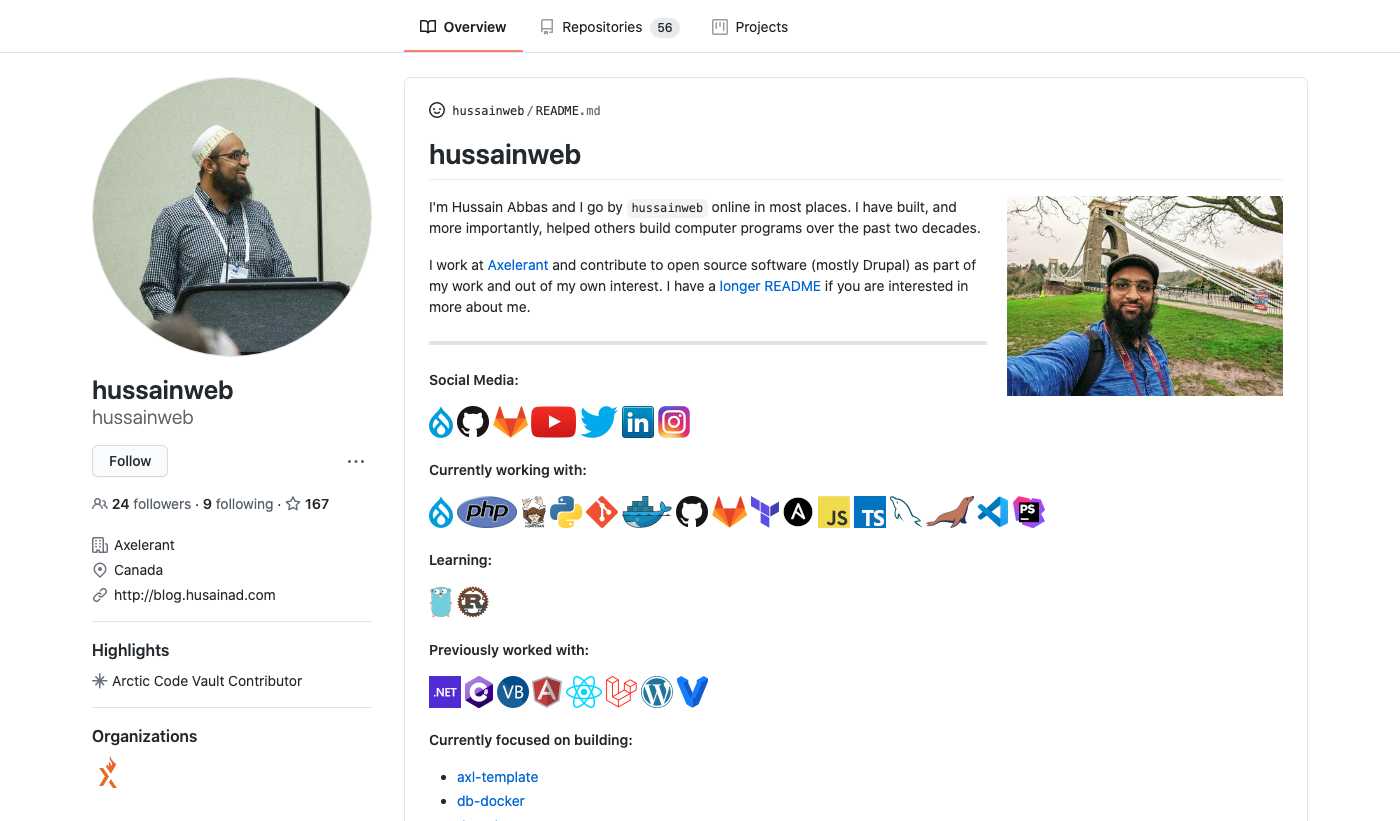 Overview Repositories 56 Projects
hussainweb/README.md
hussainweb
I'm Hussain Abbas and I go by hussainweb online in most places. I have built, and
more importantly, helped others build computer programs over the past two decades.
I work at Axelerant and contribute to open source software (mostly Drupal) as part of
my work and out of my own interest. I have a longer README if you are interested in
more about me.
Social Media:
in
Currently working with:
php
JS
TS
PS
Learning:
R
Previously worked with:
.NET
C
VB
A
W
Currently focused on building:
axl-template
db-docker
hussainweb
hussainweb
Follow
24 followers · 9 following · 167
Axelerant
Canada
http://blog.husainad.com
Highlights
Arctic Code Vault Contributor
Organizations